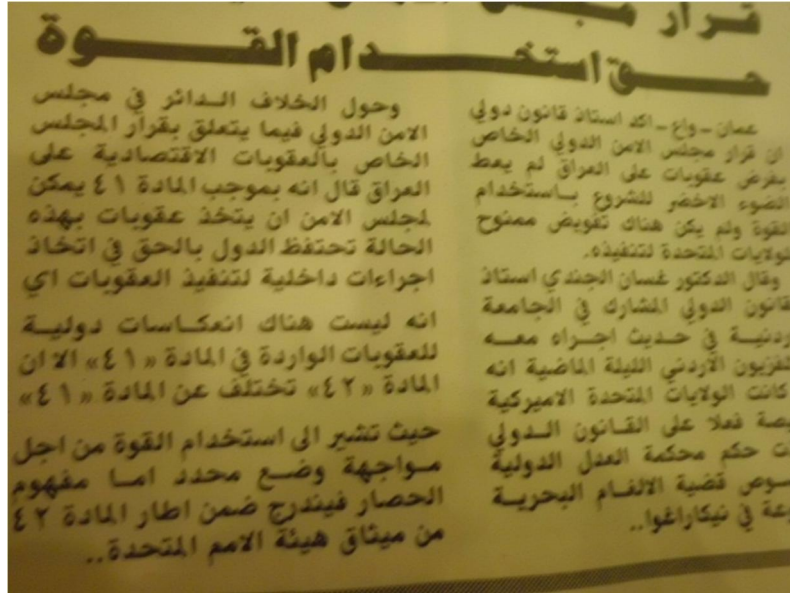 قرار مجلس الامن
حق استخدام القوة
عمان - واع - اكد استاذ قانون دولي
ان قرار مجلس الامن الدولي الخاص
بفرض عقوبات على العراق لم يعط
الضوء الاخضر للشروع باستخدام
القوة ولم يكن هناك تفويض ممنوح
للولايات المتحدة لتنفيذه.
وقال الدكتور غسان الجندي استاذ
قانون الدولي المشارك في الجامعة
ردنية في حديث اجراه معه
لفزيون الاردني الليلة الماضية انه
كانت الولايات المتحدة الاميركية
يصة فعلا على القانون الدولي
ت حكم محكمة العدل الدولية
صوص قضية الالغام البحرية
وعة في نيكاراغوا..
وحول الخلاف الدائر في مجلس
الامن الدولي فيما يتعلق بقرار المجلس
الخاص بالعقوبات الاقتصادية على
العراق قال انه بموجب المادة ٤١ يمكن
لمجلس الامن ان يتخذ عقوبات بهذه
الحالة تحتفظ الدول بالحق في اتخاذ
اجراءات داخلية لتنفيذ العقوبات اي
انه ليست هناك انعكاسات دولية
للعقوبات الواردة في المادة «٤١» الا ان
المادة «٤٢» تختلف عن المادة «٤١»
حيث تشير الى استخدام القوة من اجل
مواجهة وضع محدد اما مفهوم
الحصار فيندرج ضمن اطار المادة ٤٢
من ميثاق هيئة الامم المتحدة..